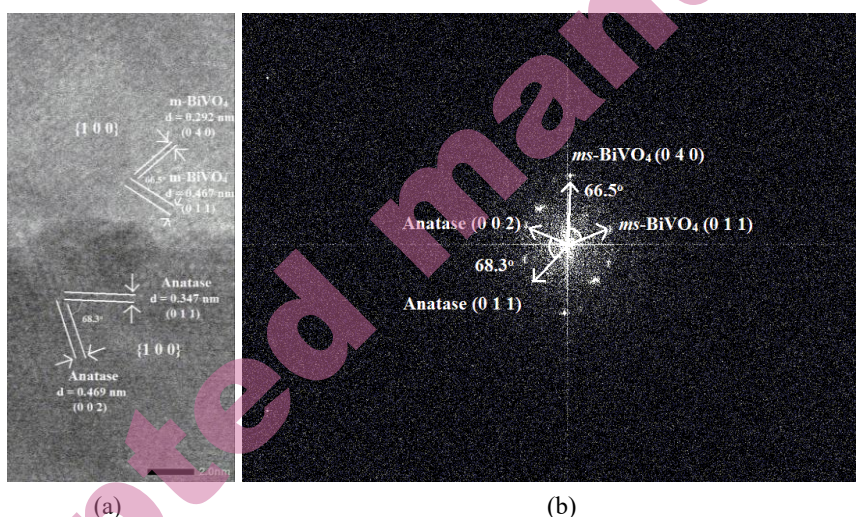 m-BiVO4
d = 0.292 nm
(0 4 0)
{1 0 0}
66.5°
m-BiVO4
d = 0.467 nm
(0 1 1)
Anatase
d = 0.347 nm
(0 1 1)
68.3°
{1 0 0}
Anatase
d = 0.469 nm
(0 0 2)
2.0nm
(a)
ms-BiVO4 (0 4 0)
66.5o
Anatase (0 0 2)
ms-BiVO4 (0 1 1)
68.3o
Anatase (0 1 1)
(b)